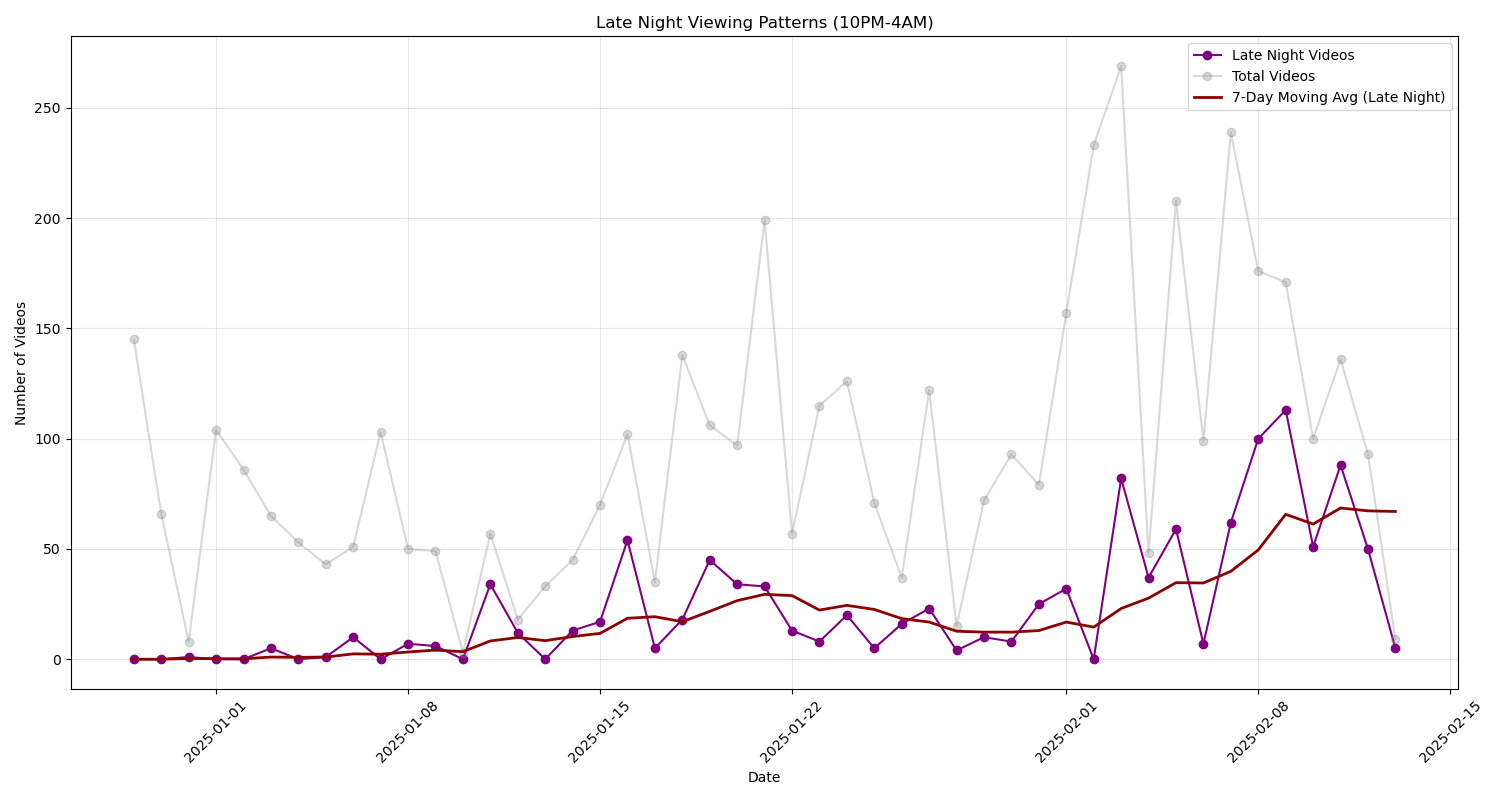 Late Night Viewing Patterns (10PM-4AM)
Late Night Videos
Total Videos
7-Day Moving Avg (Late Night)
Number of Videos
250
200
150
100
50
0
2025-01-01
2025-01-08
2025-01-15
2025-01-22
2025-02-01
2025-02-08
2025-02-15
Date